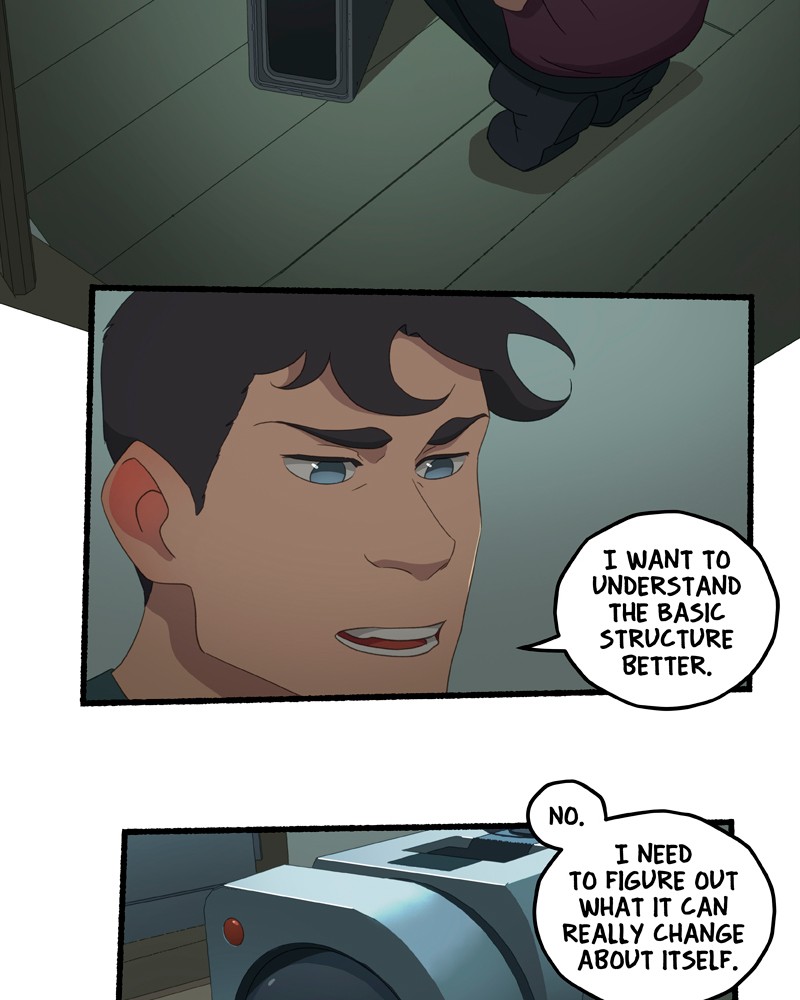 I WANT TO
UNDERSTAND
THE BASIC
STRUCTURE
BETTER.
NO.
I NEED
TO FIGURE OUT
WHAT IT CAN
REALLY CHANGE
ABOUT ITSELF.